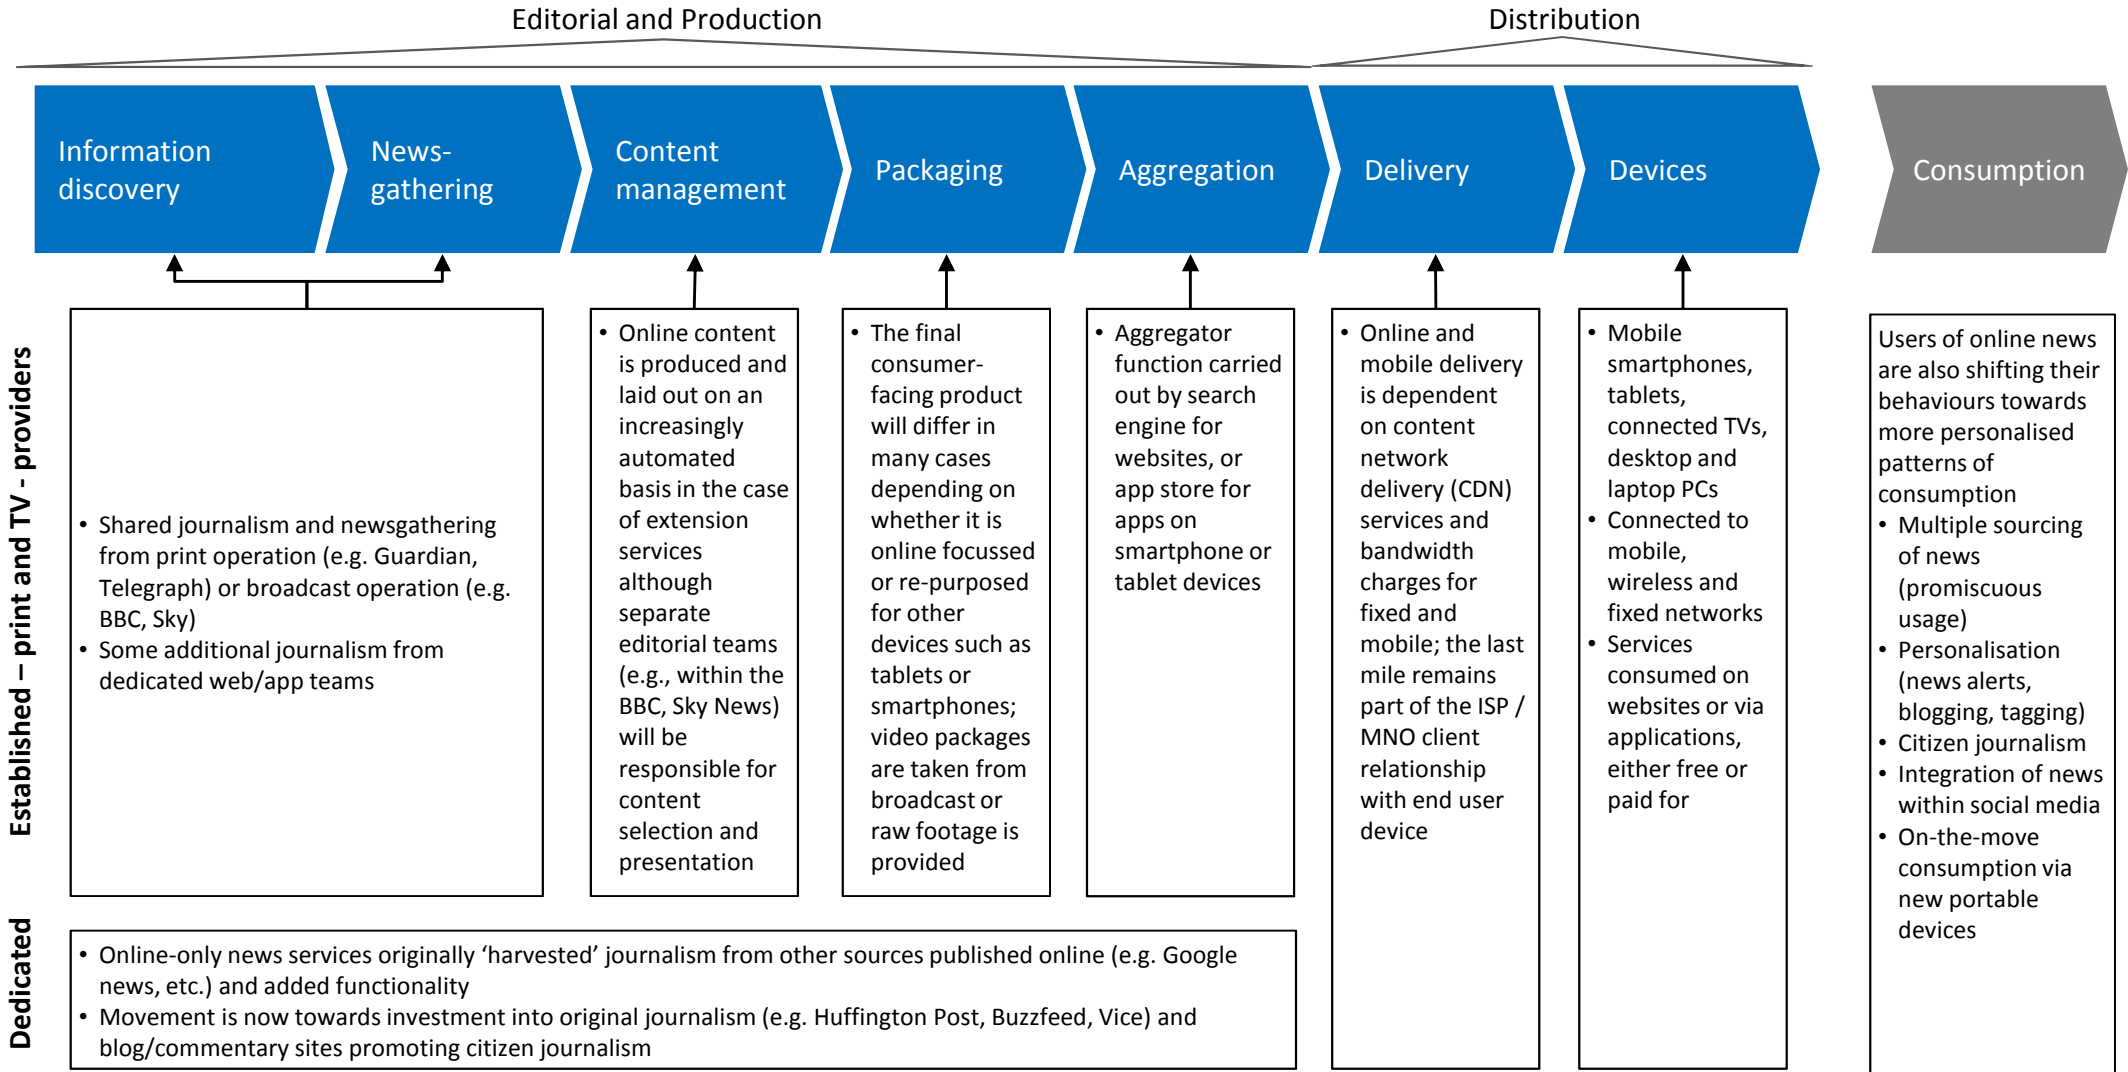 Editorial and Production
Distribution
Information
discovery
News-
gathering
Content
management
Packaging
Aggregation
Delivery
Devices
Consumption
Established – print and TV - providers
• Shared journalism and newsgathering
from print operation (e.g. Guardian,
Telegraph) or broadcast operation (e.g.
BBC, Sky)
• Some additional journalism from
dedicated web/app teams
• Online content
is produced and
laid out on an
increasingly
automated
basis in the case
of extension
services
although
separate
editorial teams
(e.g., within the
BBC, Sky News)
will be
responsible for
content
selection and
presentation
• The final
consumer-
facing product
will differ in
many cases
depending on
whether it is
online focussed
or re-purposed
for other
devices such as
tablets or
smartphones;
video packages
are taken from
broadcast or
raw footage is
provided
• Aggregator
function carried
out by search
engine for
websites, or
app store for
apps on
smartphone or
tablet devices
• Online and
mobile delivery
is dependent
on content
network
delivery (CDN)
services and
bandwidth
charges for
fixed and
mobile; the last
mile remains
part of the ISP /
MNO client
relationship
with end user
device
• Mobile
smartphones,
tablets,
connected TVs,
desktop and
laptop PCs
• Connected to
mobile,
wireless and
fixed networks
• Services
consumed on
websites or via
applications,
either free or
paid for
Users of online news
are also shifting their
behaviours towards
more personalised
patterns of
consumption
• Multiple sourcing
of news
(promiscuous
usage)
• Personalisation
(news alerts,
blogging, tagging)
• Citizen journalism
• Integration of news
within social media
• On-the-move
consumption via
new portable
devices
Dedicated
• Online-only news services originally ‘harvested’ journalism from other sources published online (e.g. Google
news, etc.) and added functionality
• Movement is now towards investment into original journalism (e.g. Huffington Post, Buzzfeed, Vice) and
blog/commentary sites promoting citizen journalism